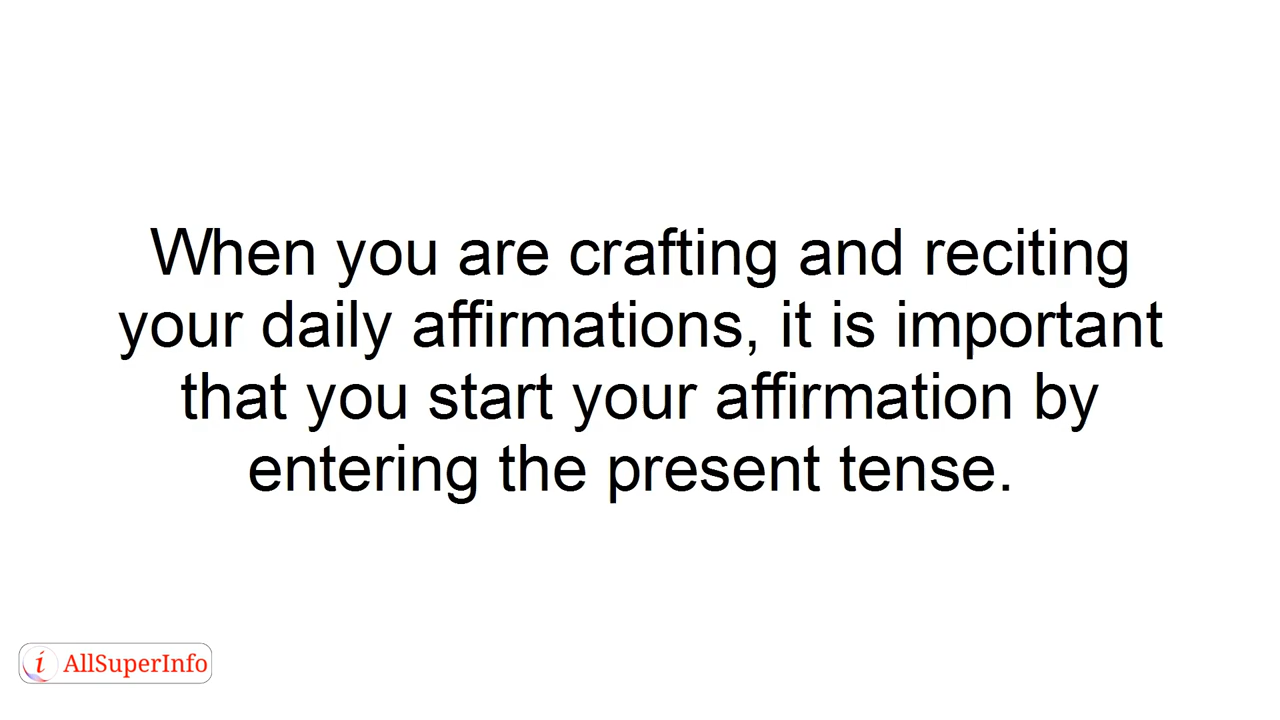 When you are crafting and reciting
your daily affirmations, it is important
that you start your affirmation by
entering the present tense.
i AllSuperInfo